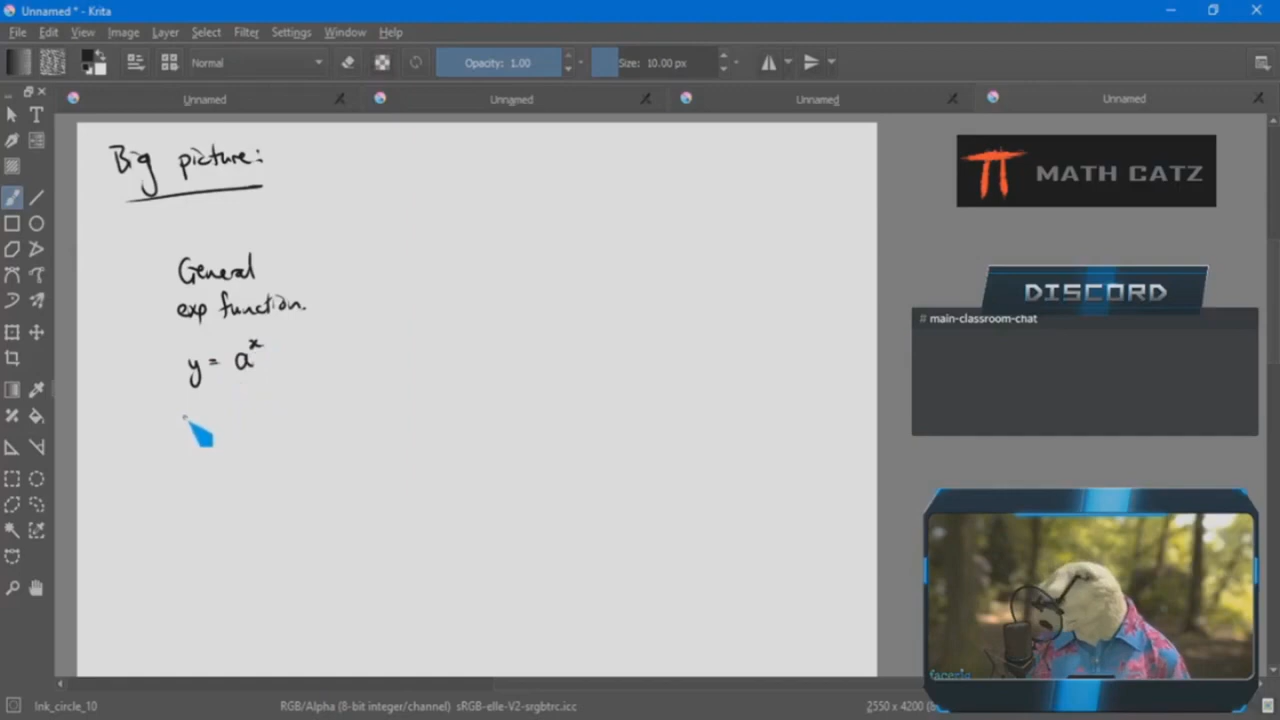 Unnamed * - Krita
File Edit View Image Layer Select Filter Settings Window Help
Normal Opacity: 1.00 Size: 10.00 px
Unnamed Unnamed Unnamed Unnamed
Big picture:
General
exp function.
y = a^x
π MATH CATZ
DISCORD
# main-classroom-chat
facerig
Ink_circle_10 RGB/Alpha (8-bit integer/channel) sRGB-elle-V2-srgbtrc.icc 2550 x 4200 (8